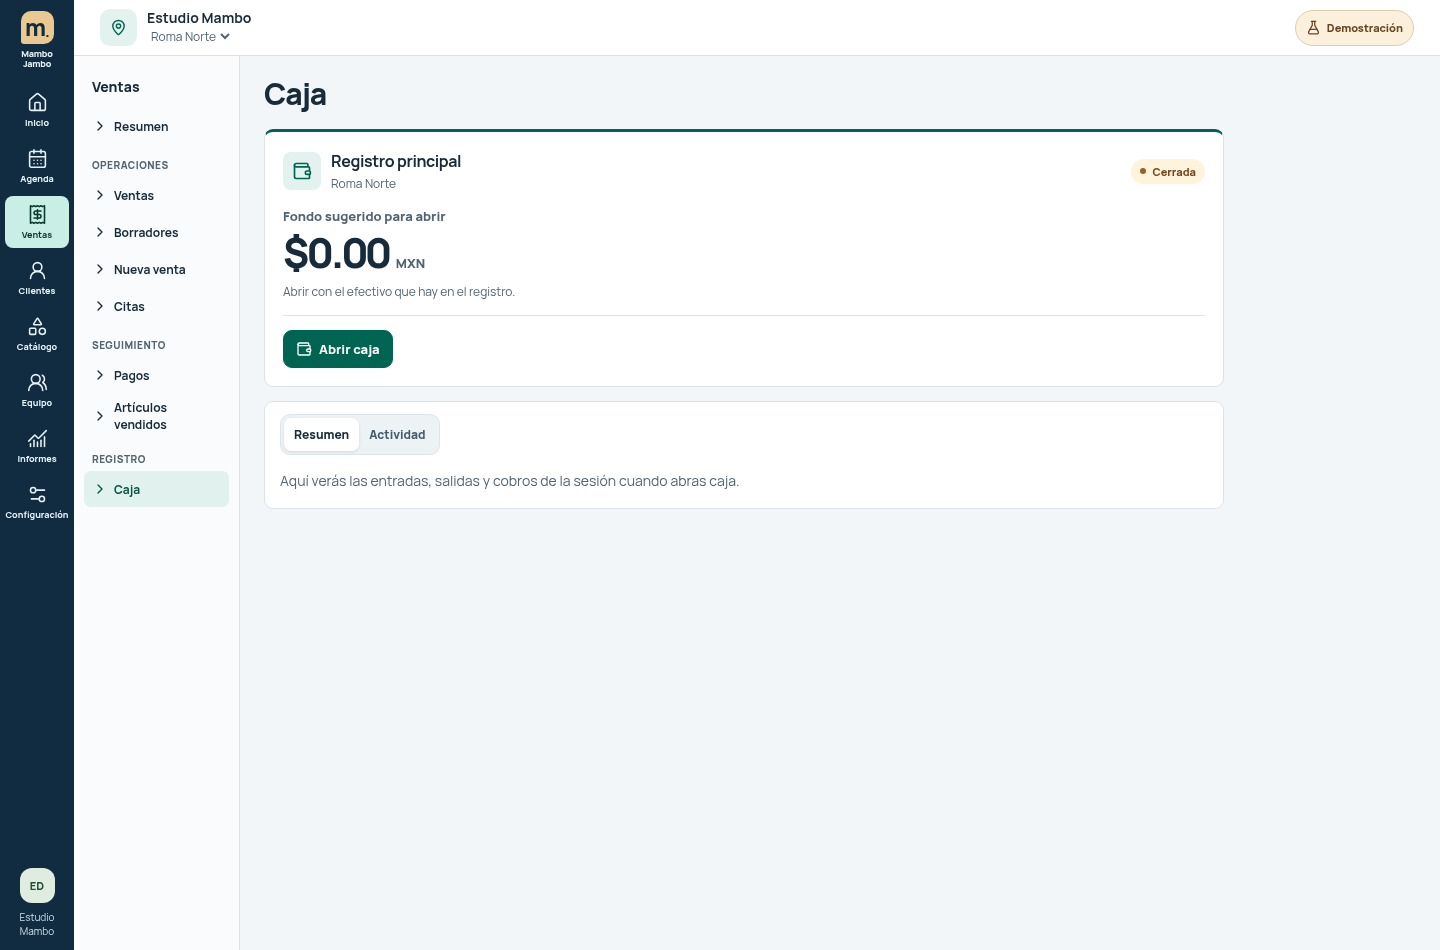 m.
Mambo
Jambo
Inicio
Agenda
Ventas
Clientes
Catálogo
Equipo
Informes
Configuración
ED
Estudio
Mambo
Estudio Mambo
Roma Norte
Demostración
Ventas
Resumen
OPERACIONES
Ventas
Borradores
Nueva venta
Citas
SEGUIMIENTO
Pagos
Artículos
vendidos
REGISTRO
Caja
Caja
Registro principal
Roma Norte
Cerrada
Fondo sugerido para abrir
$0.00 MXN
Abrir con el efectivo que hay en el registro.
Abrir caja
Resumen
Actividad
Aquí verás las entradas, salidas y cobros de la sesión cuando abras caja.